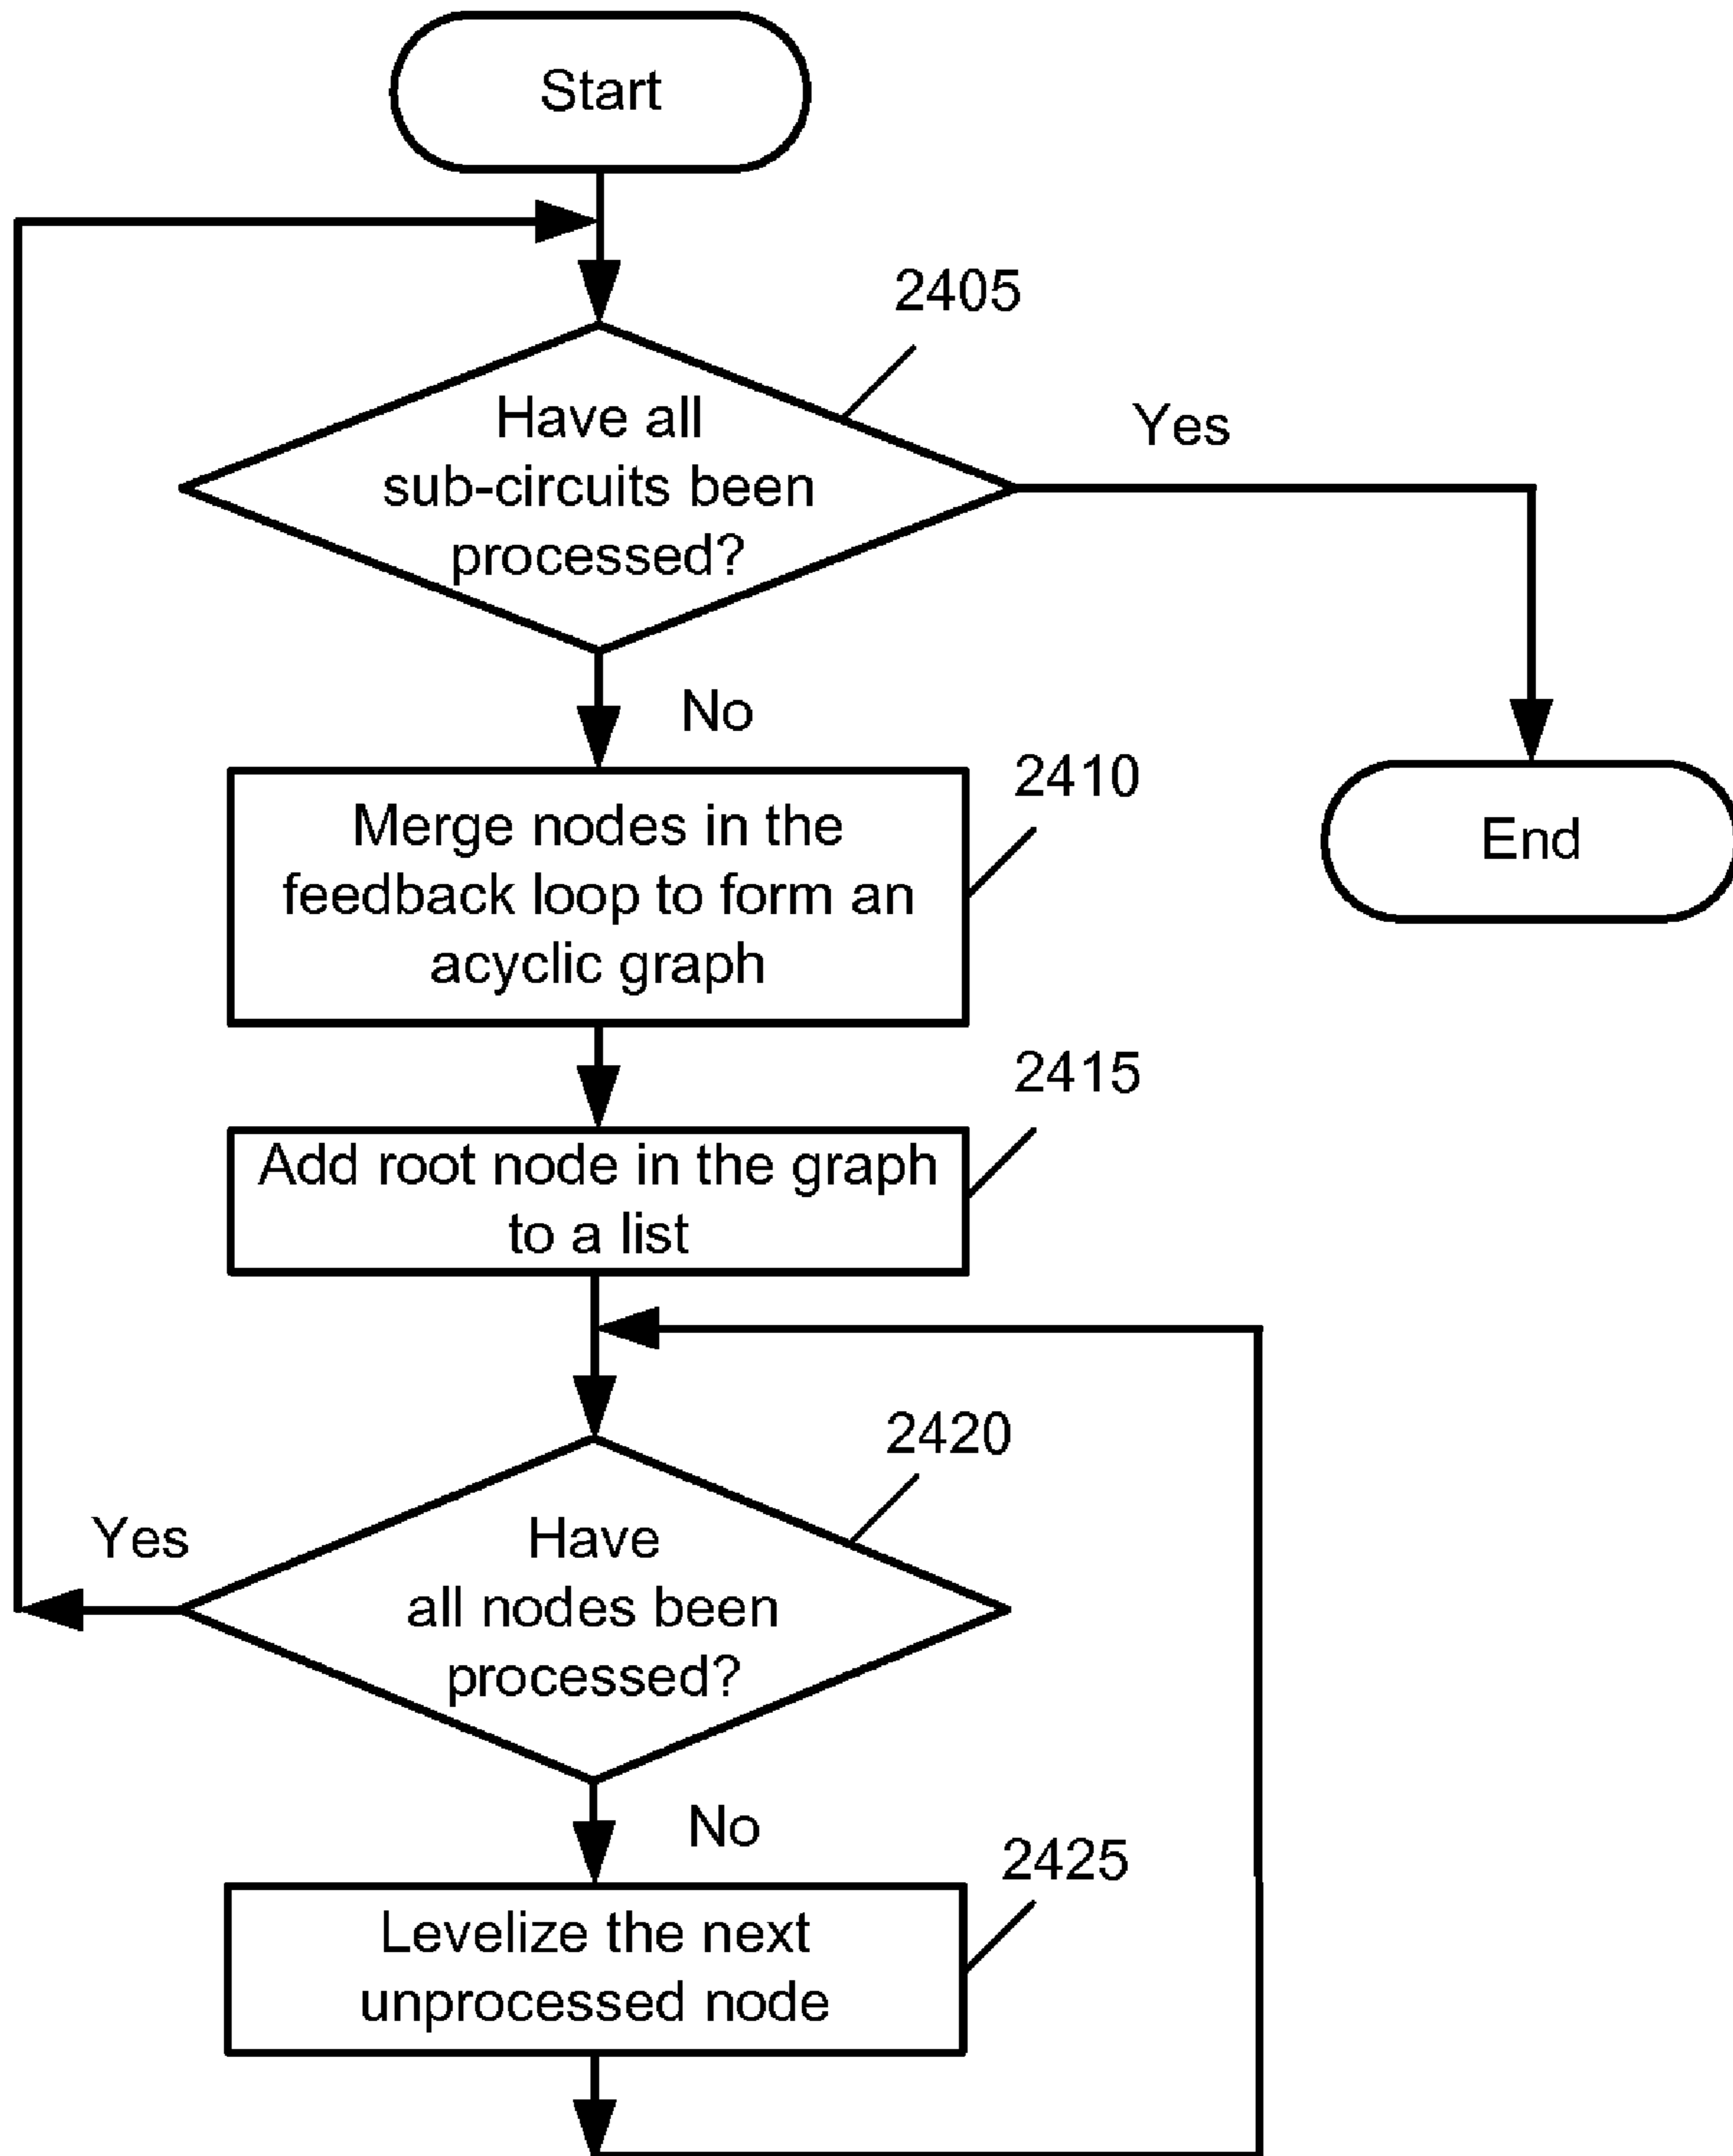 Start
2405
Have all
sub-circuits been
processed?
Yes
No
2410
Merge nodes in the
feedback loop to form an
acyclic graph
End
2415
Add root node in the graph
to a list
2420
Yes
Have
all nodes been
processed?
No
2425
Levelize the next
unprocessed node